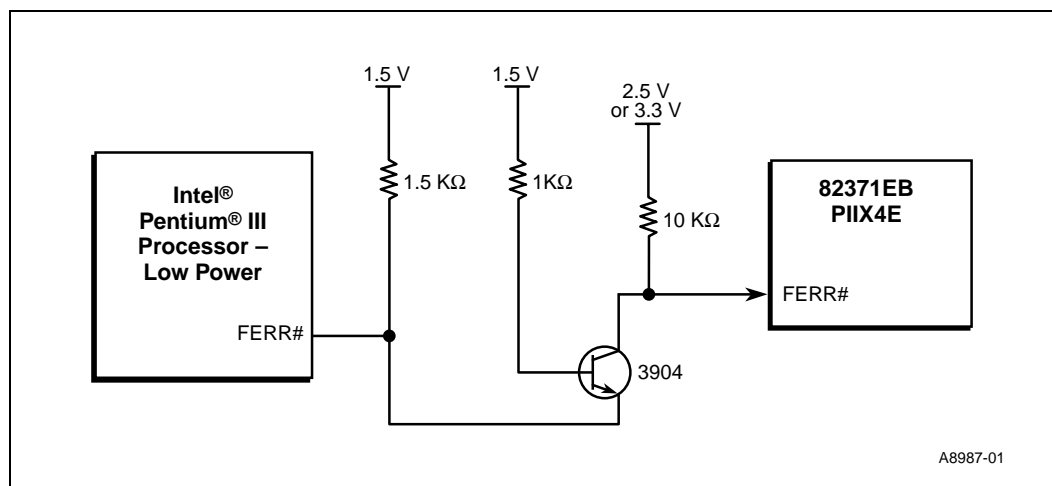 1.5 V
1.5 V
2.5 V
or 3.3 V
Intel®
Pentium® III
Processor –
Low Power
FERR#
1.5 KΩ
1KΩ
10 KΩ
82371EB
PIIX4E
FERR#
3904
A8987-01